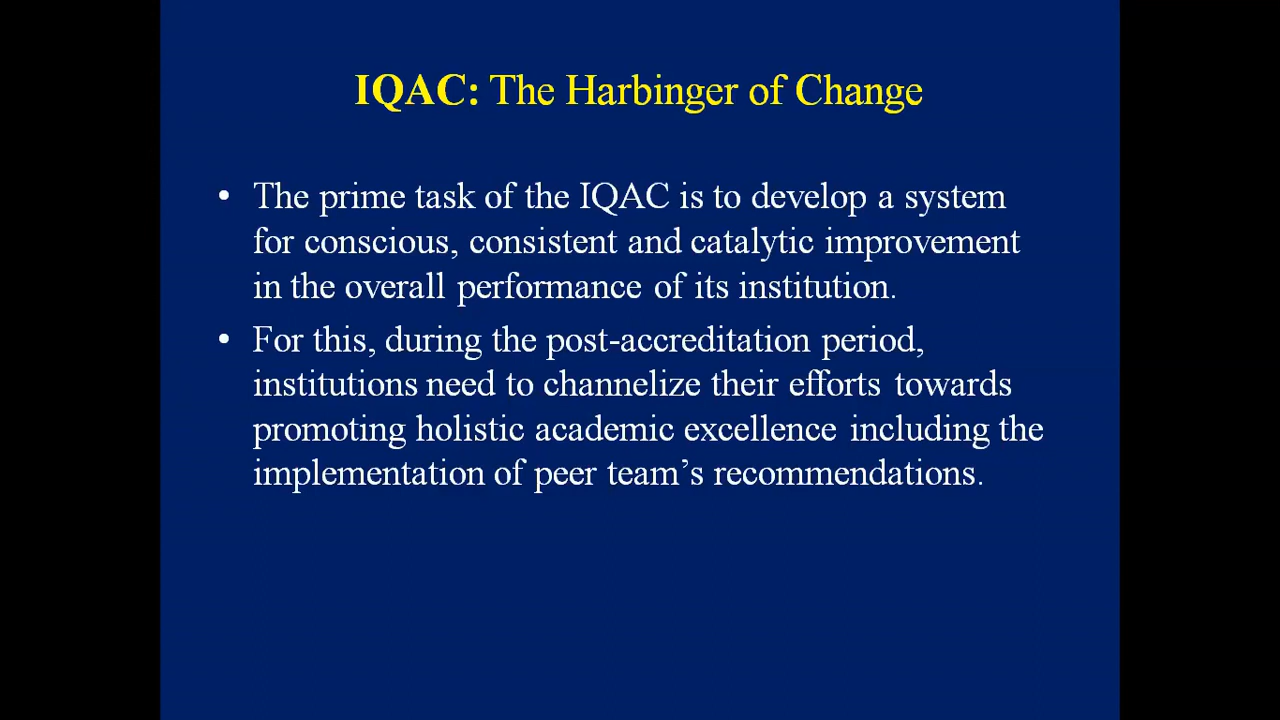 IQAC: The Harbinger of Change
• The prime task of the IQAC is to develop a system
for conscious, consistent and catalytic improvement
in the overall performance of its institution.
• For this, during the post-accreditation period,
institutions need to channelize their efforts towards
promoting holistic academic excellence including the
implementation of peer team’s recommendations.